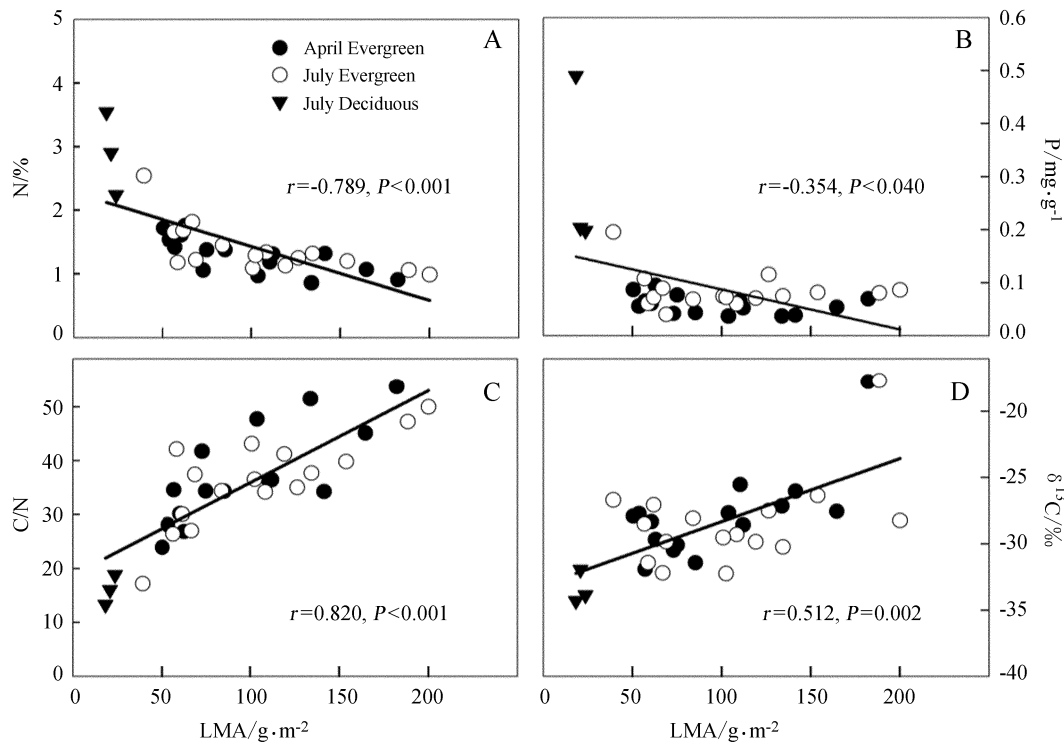 5
4
3
2
1
0
N/%
A
April Evergreen
July Evergreen
July Deciduous
r=-0.789, P<0.001
B
0.6
0.5
0.4
0.3
0.2
0.1
0.0
P/mg·g-1
r=-0.354, P<0.040
C
50
40
30
20
10
0
C/N
r=0.820, P<0.001
0 50 100 150 200
LMA/g·m-2
D
-20
-25
-30
-35
-40
δ 13C/‰
r=0.512, P=0.002
50 100 150 200
LMA/g·m-2